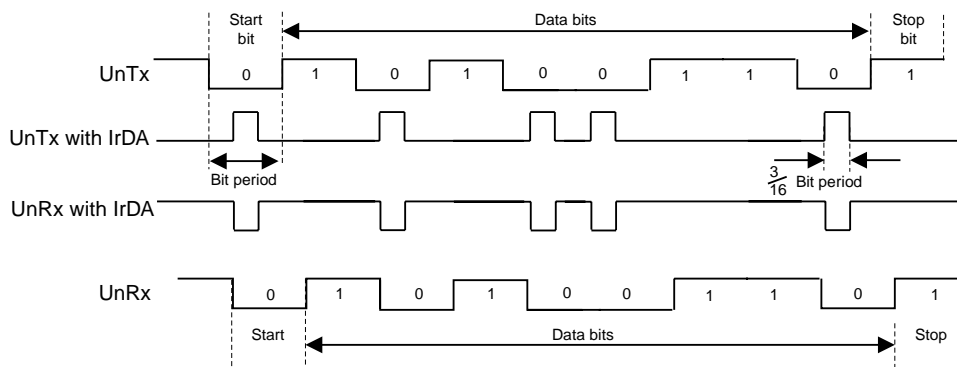 Start bit
Data bits
Stop bit
UnTx
0 1 0 1 0 0 1 1 0 1
UnTx with IrDA
Bit period
3/16 Bit period
UnRx with IrDA
UnRx
0 1 0 1 0 0 1 1 0 1
Start
Data bits
Stop